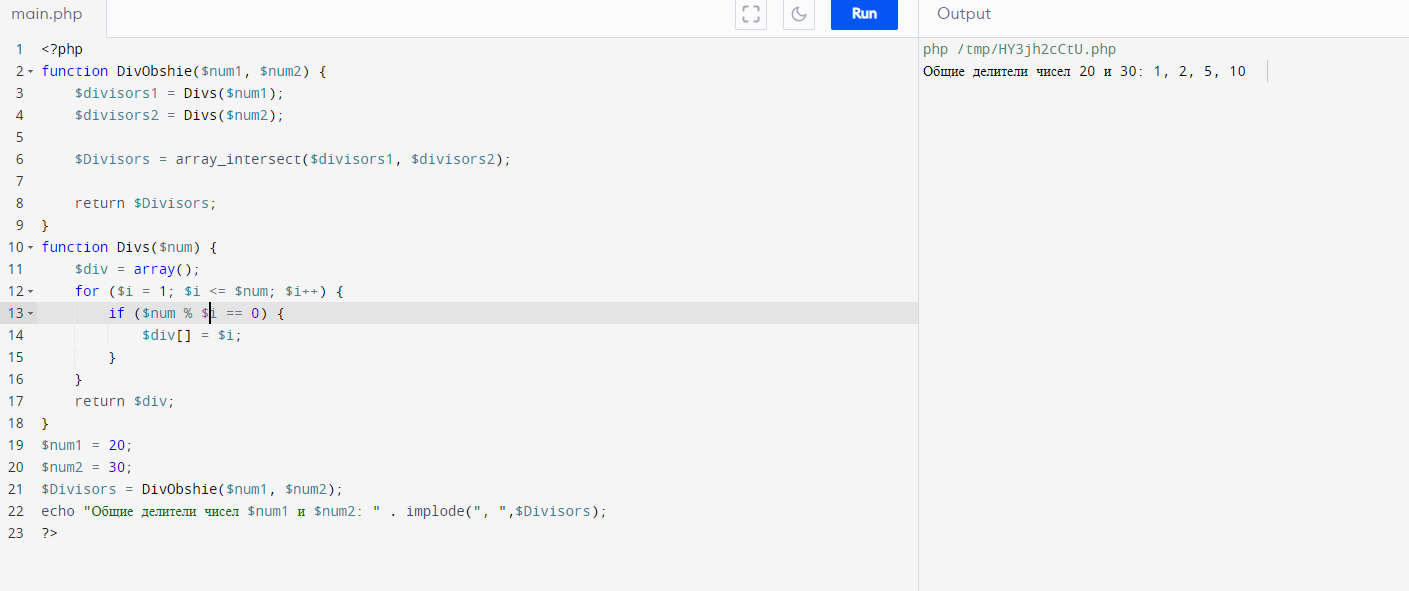 main.php Run Output
1 <?php
2 function DivObshie($num1, $num2) {
3 $divisors1 = Divs($num1);
4 $divisors2 = Divs($num2);
5
6 $Divisors = array_intersect($divisors1, $divisors2);
7
8 return $Divisors;
9 }
10 function Divs($num) {
11 $div = array();
12 for ($i = 1; $i <= $num; $i++) {
13 if ($num % $i == 0) {
14 $div[] = $i;
15 }
16 }
17 return $div;
18 }
19 $num1 = 20;
20 $num2 = 30;
21 $Divisors = DivObshie($num1, $num2);
22 echo "Общие делители чисел $num1 и $num2: " . implode(", ",$Divisors);
23 ?>
php /tmp/HY3jh2cCtU.php
Общие делители чисел 20 и 30: 1, 2, 5, 10